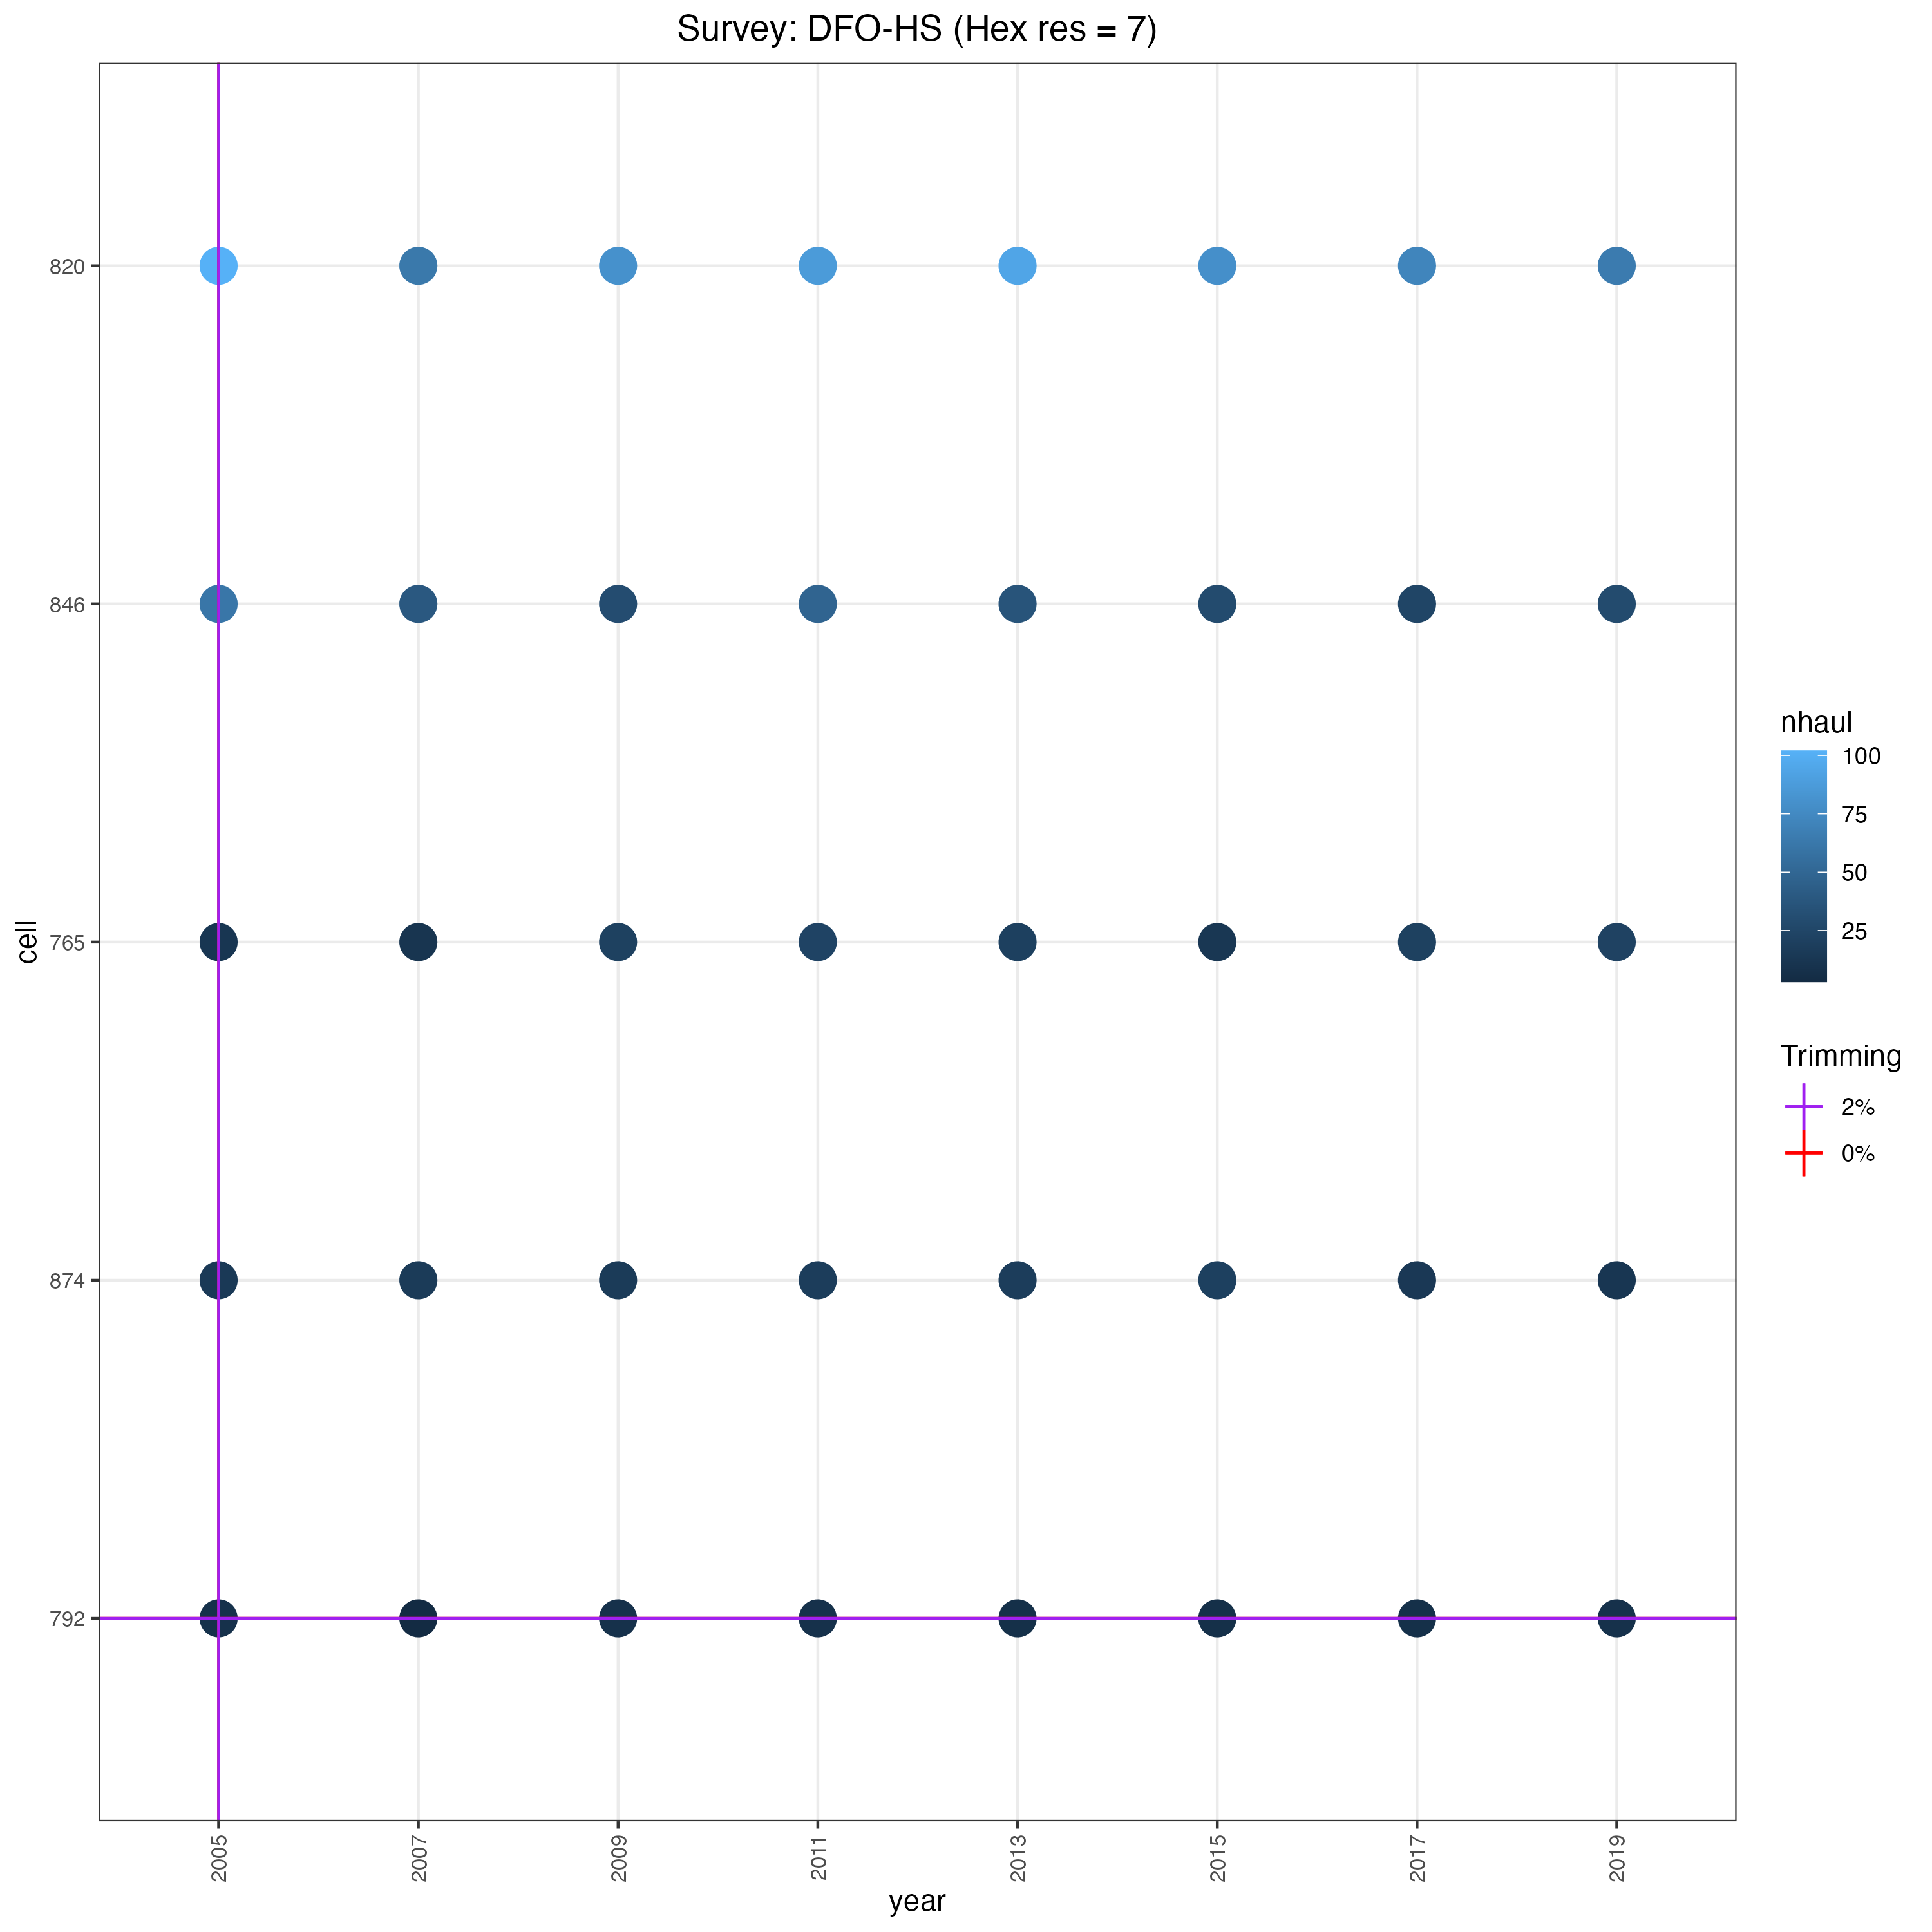 Survey: DFO-HS (Hex res = 7)
cell
820
846
765
874
792
2005 2007 2009 2011 2013 2015 2017 2019
year
nhaul
100
75
50
25
Trimming
2%
0%